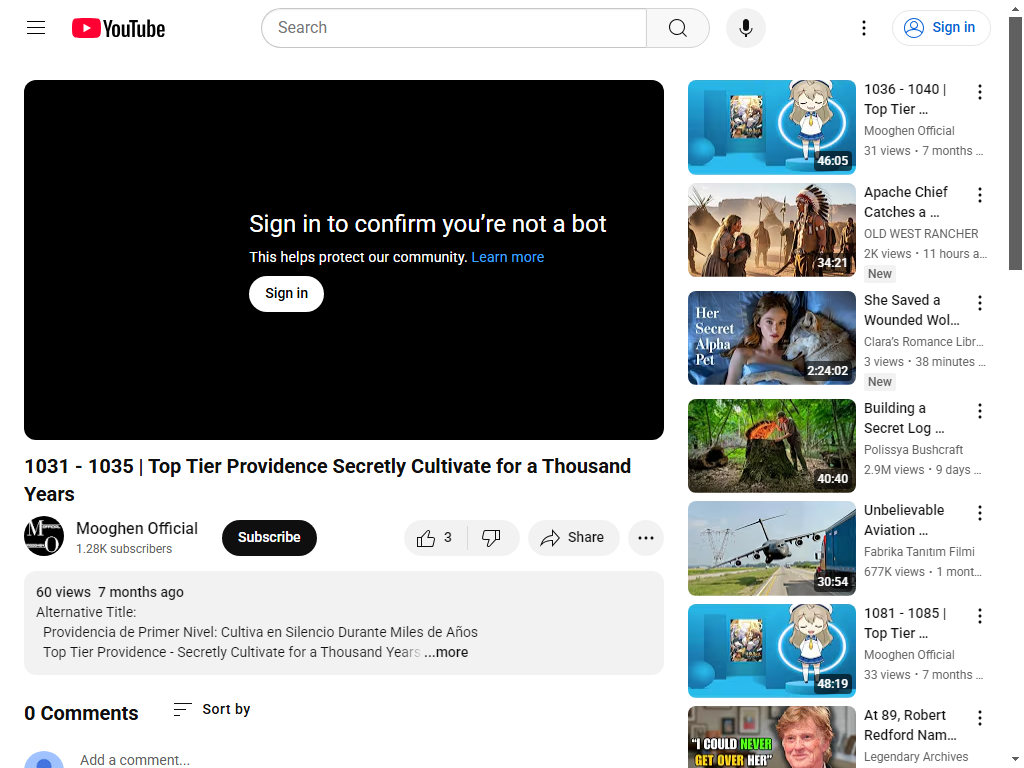 YouTube
Search
Sign in
Sign in to confirm you’re not a bot
This helps protect our community. Learn more
Sign in
1031 - 1035 | Top Tier Providence Secretly Cultivate for a Thousand
Years
Mooghen Official
1.28K subscribers
Subscribe
3
Share
60 views 7 months ago
Alternative Title:
Providencia de Primer Nivel: Cultiva en Silencio Durante Miles de Años
Top Tier Providence - Secretly Cultivate for a Thousand Years ...more
0 Comments
Sort by
Add a comment...
46:05
1036 - 1040 |
Top Tier ...
Mooghen Official
31 views • 7 months ...
34:21
Apache Chief
Catches a ...
OLD WEST RANCHER
2K views • 11 hours a...
New
Her
Secret
Alpha
Pet
2:24:02
She Saved a
Wounded Wol...
Clara’s Romance Libr...
3 views • 38 minutes ...
New
40:40
Building a
Secret Log ...
Polissya Bushcraft
2.9M views • 9 days ...
30:54
Unbelievable
Aviation ...
Fabrika Tanıtım Filmi
677K views • 1 mont...
48:19
1081 - 1085 |
Top Tier ...
Mooghen Official
33 views • 7 months ...
"I COULD NEVER
GET OVER HER"
At 89, Robert
Redford Nam...
Legendary Archives